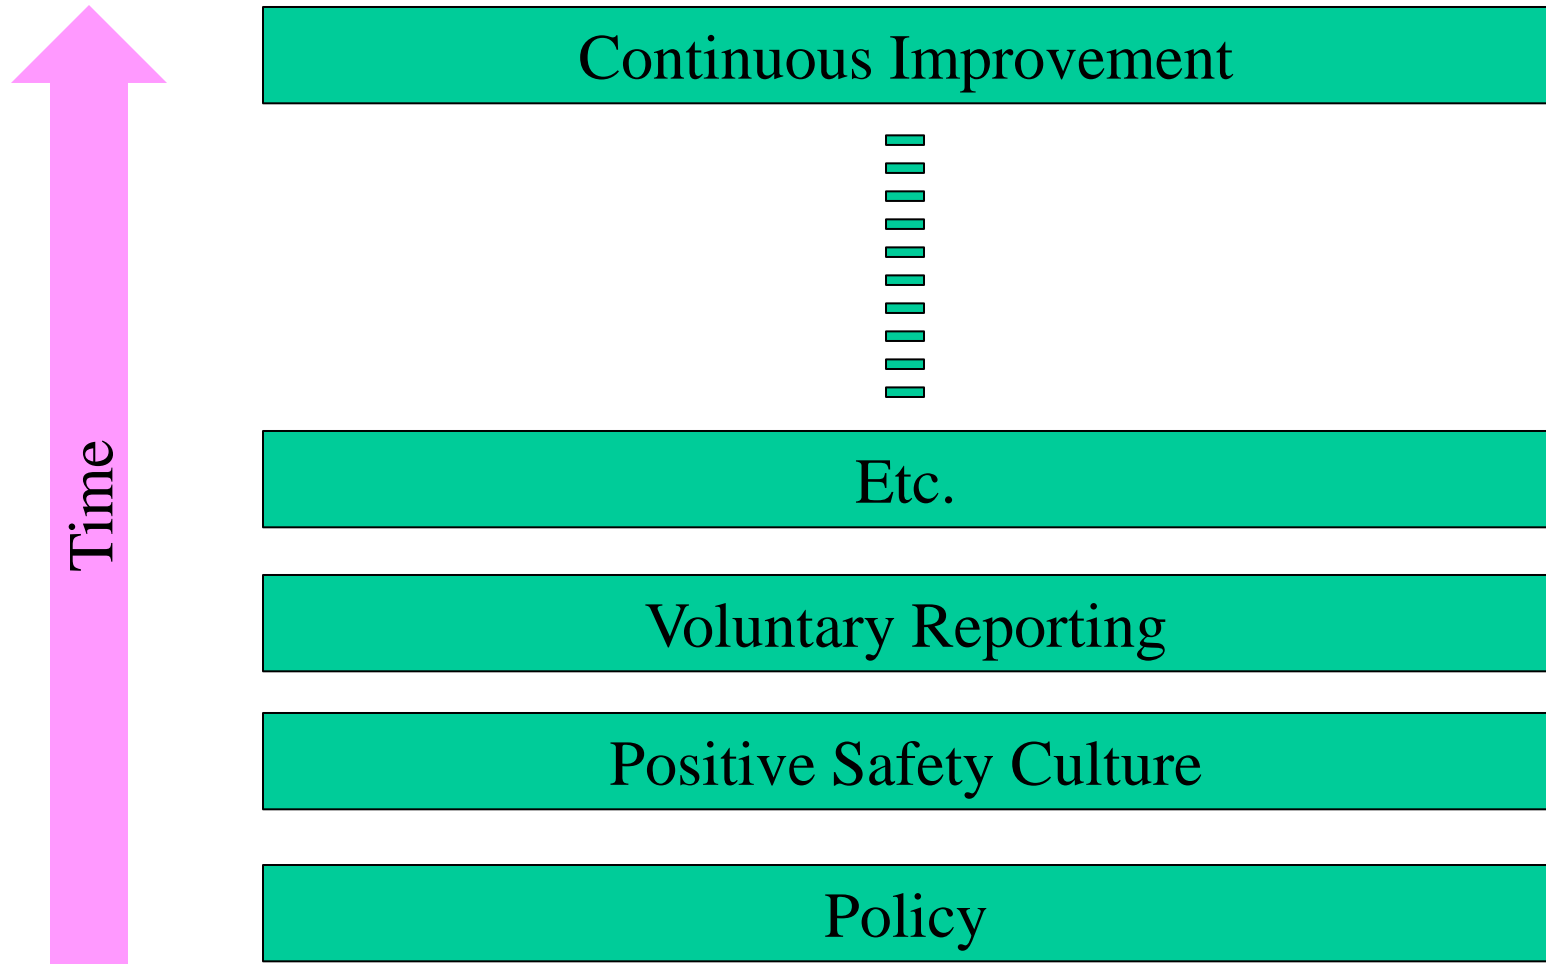 Continuous Improvement
Etc.
Time
Voluntary Reporting
Positive Safety Culture
Policy